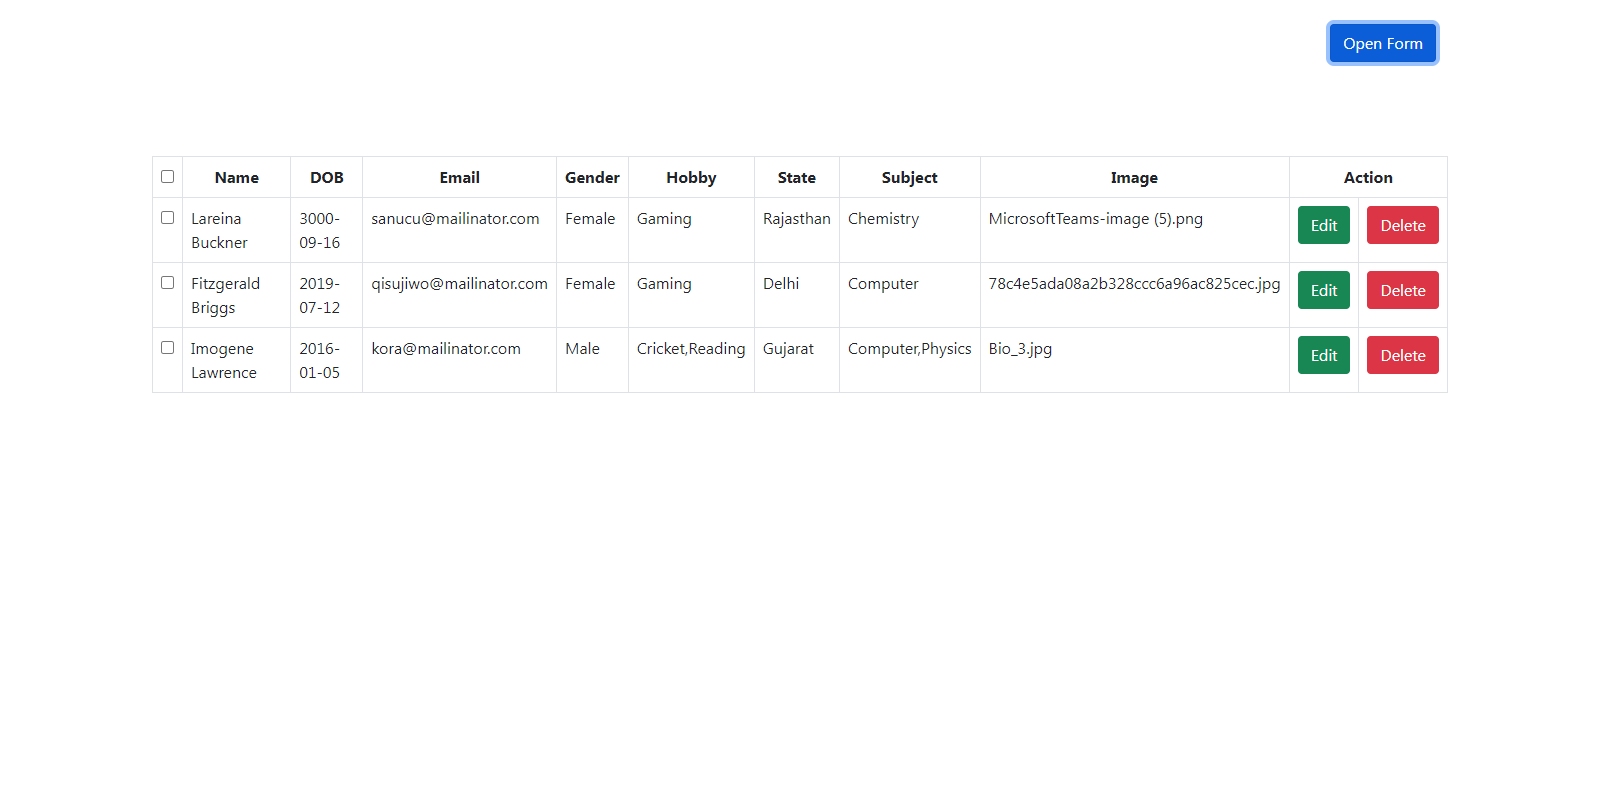 Open Form
Name DOB Email Gender Hobby State Subject Image Action
Lareina 3000- sanucu@mailinator.com Female Gaming Rajasthan Chemistry MicrosoftTeams-image (5).png Edit Delete
Buckner 09-16
Fitzgerald 2019- qisujiwo@mailinator.com Female Gaming Delhi Computer 78c4e5ada08a2b328ccc6a96ac825cec.jpg Edit Delete
Briggs 07-12
Imogene 2016- kora@mailinator.com Male Cricket,Reading Gujarat Computer,Physics Bio_3.jpg Edit Delete
Lawrence 01-05